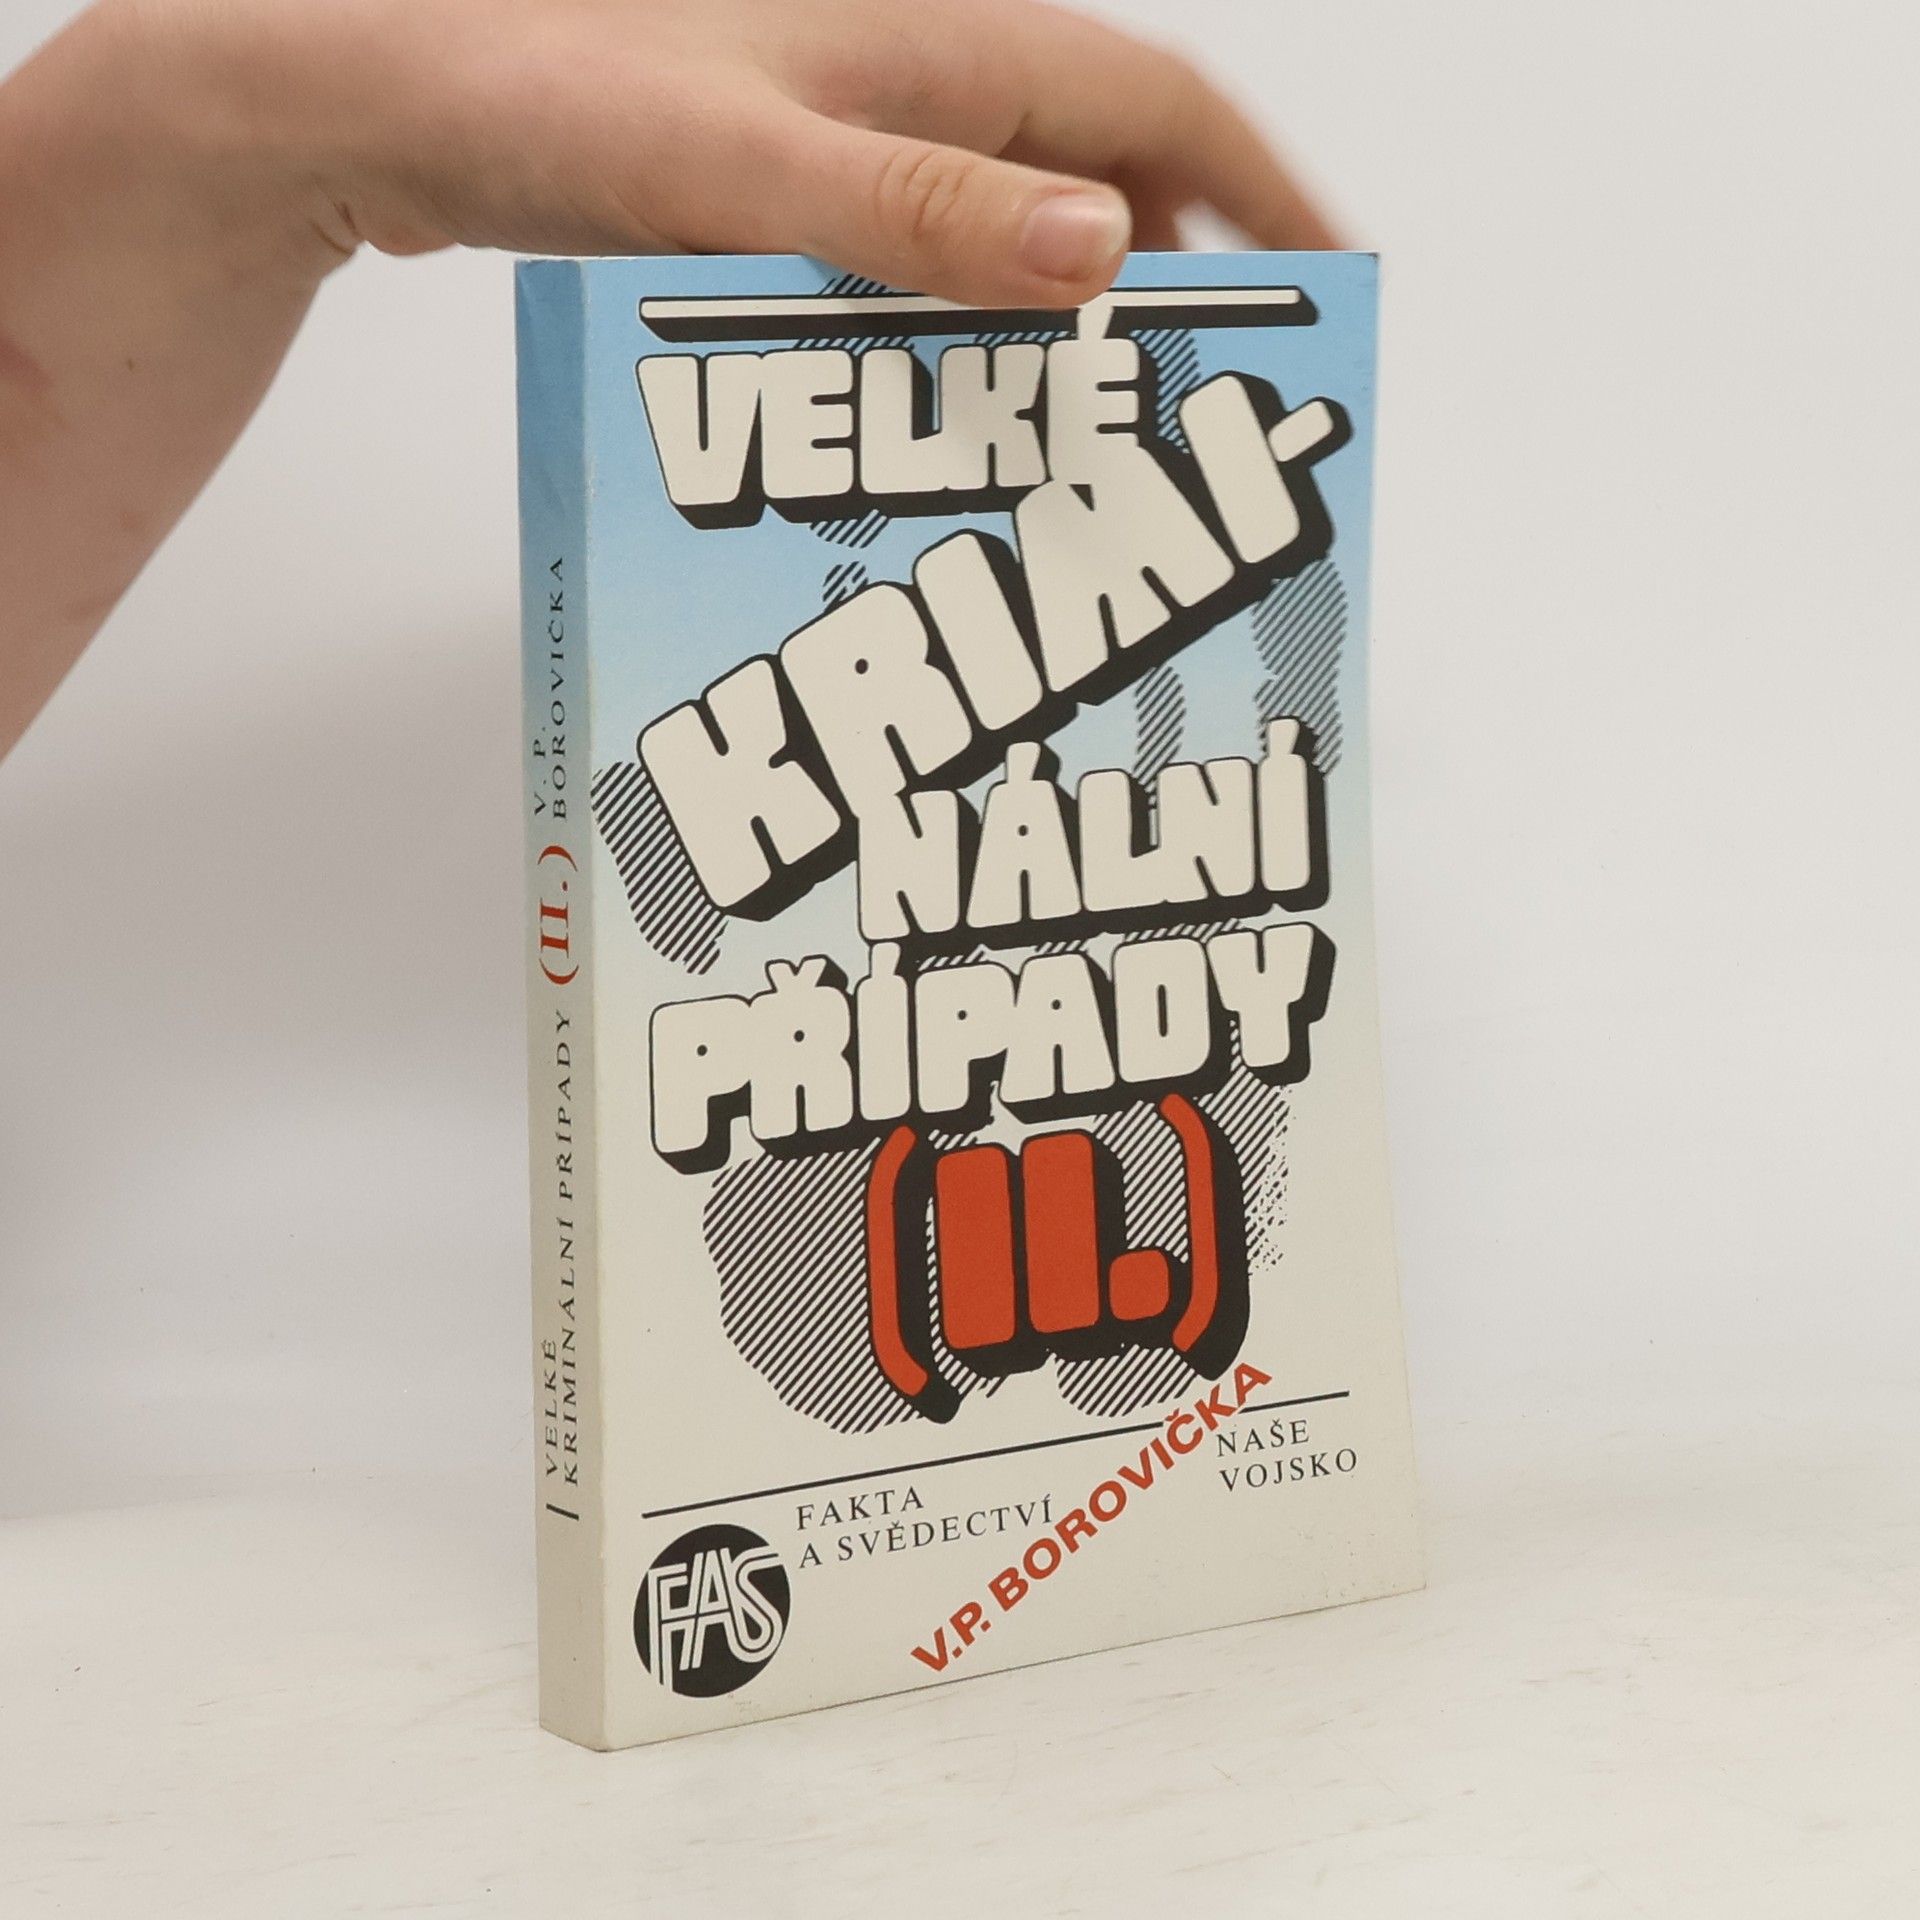 VELKÉ
KRIMI-
NÁLNÍ
PŘÍPADY
(II.)
V.P. BOROVIČKA
FAKTA
A SVĚDECTVÍ
NAŠE
VOJSKO
FAS
VELKÉ
KRIMINÁLNÍ PŘÍPADY (II.)
V. P.
BOROVIČKA